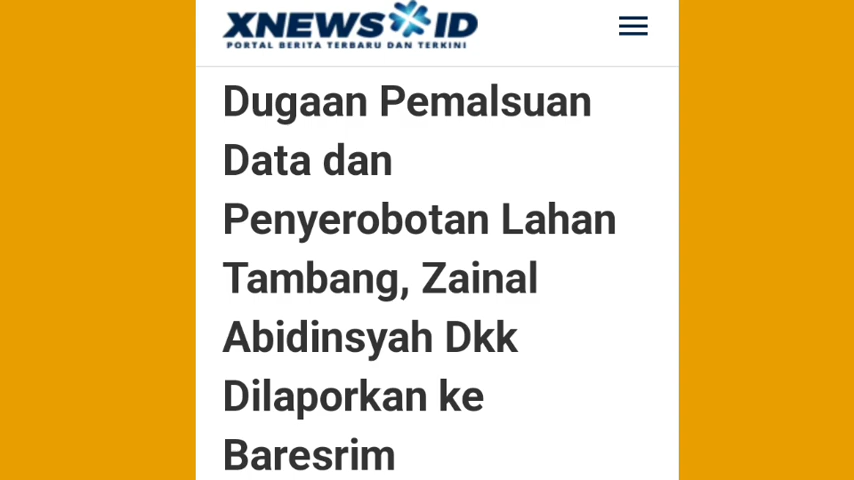 XNEWS ID
PORTAL BERITA TERBARU DAN TERKINI
Dugaan Pemalsuan
Data dan
Penyerobotan Lahan
Tambang, Zainal
Abidinsyah Dkk
Dilaporkan ke
Baresrim